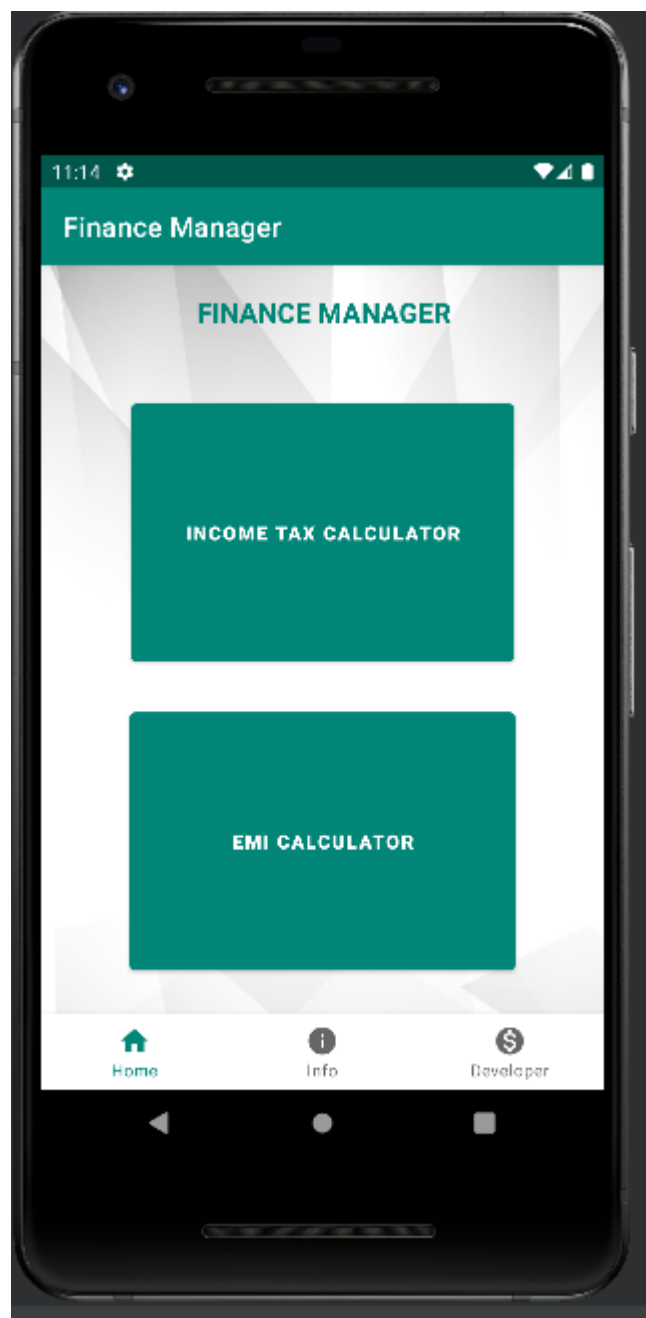 11:14
Finance Manager
FINANCE MANAGER
INCOME TAX CALCULATOR
EMI CALCULATOR
Home Info Developer